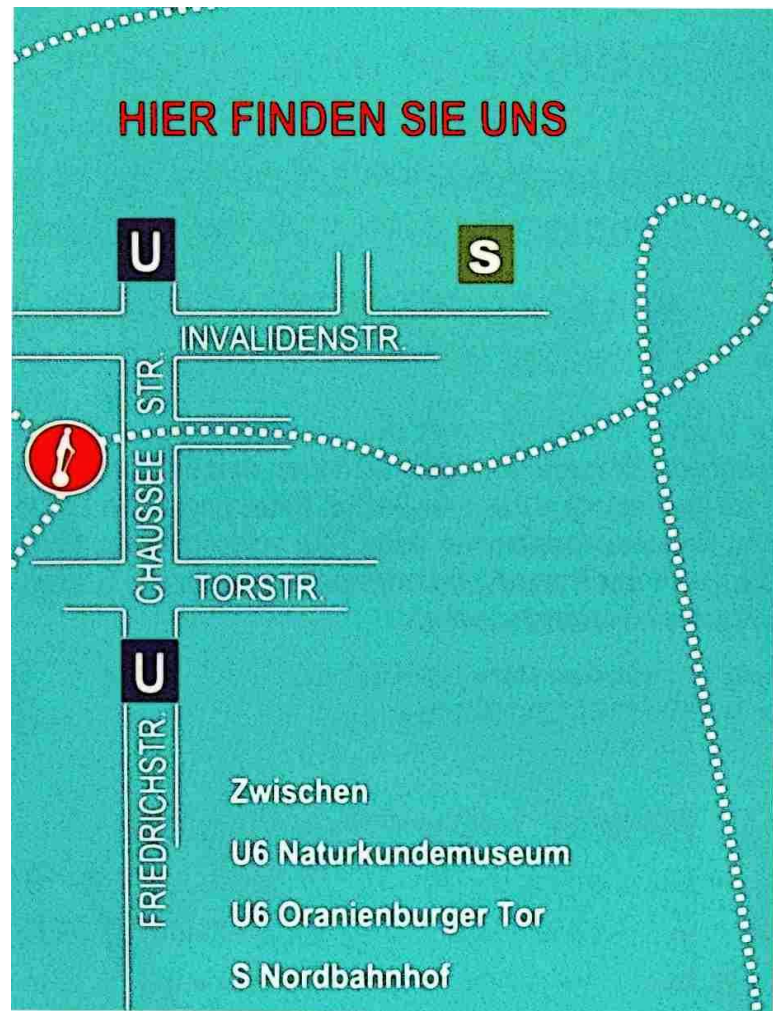 HIER FINDEN SIE UNS
U
S
INVALIDENSTR.
CHAUSSEE STR.
TORSTR.
U
FRIEDRICHSTR.
Zwischen
U6 Naturkundemuseum
U6 Oranienburger Tor
S Nordbahnhof